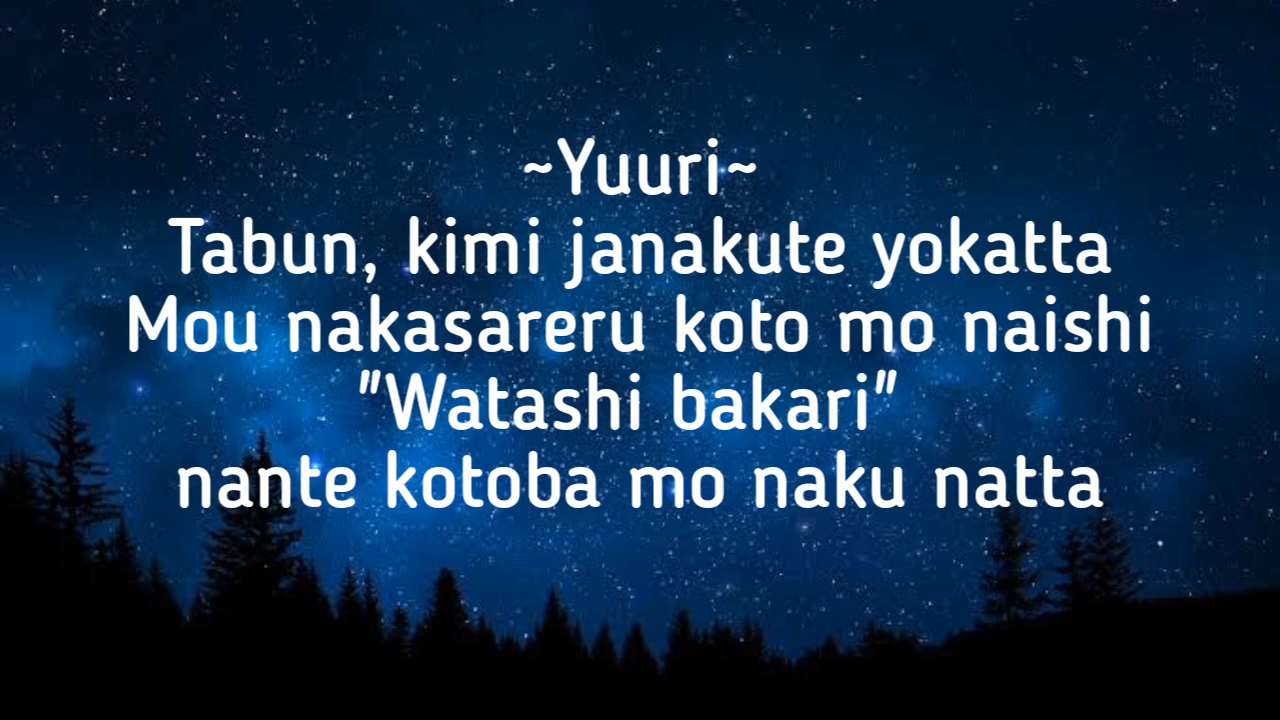 ~Yuuri~
Tabun, kimi janakute yokatta
Mou nakasareru koto mo naishi
"Watashi bakari"
nante kotoba mo naku natta